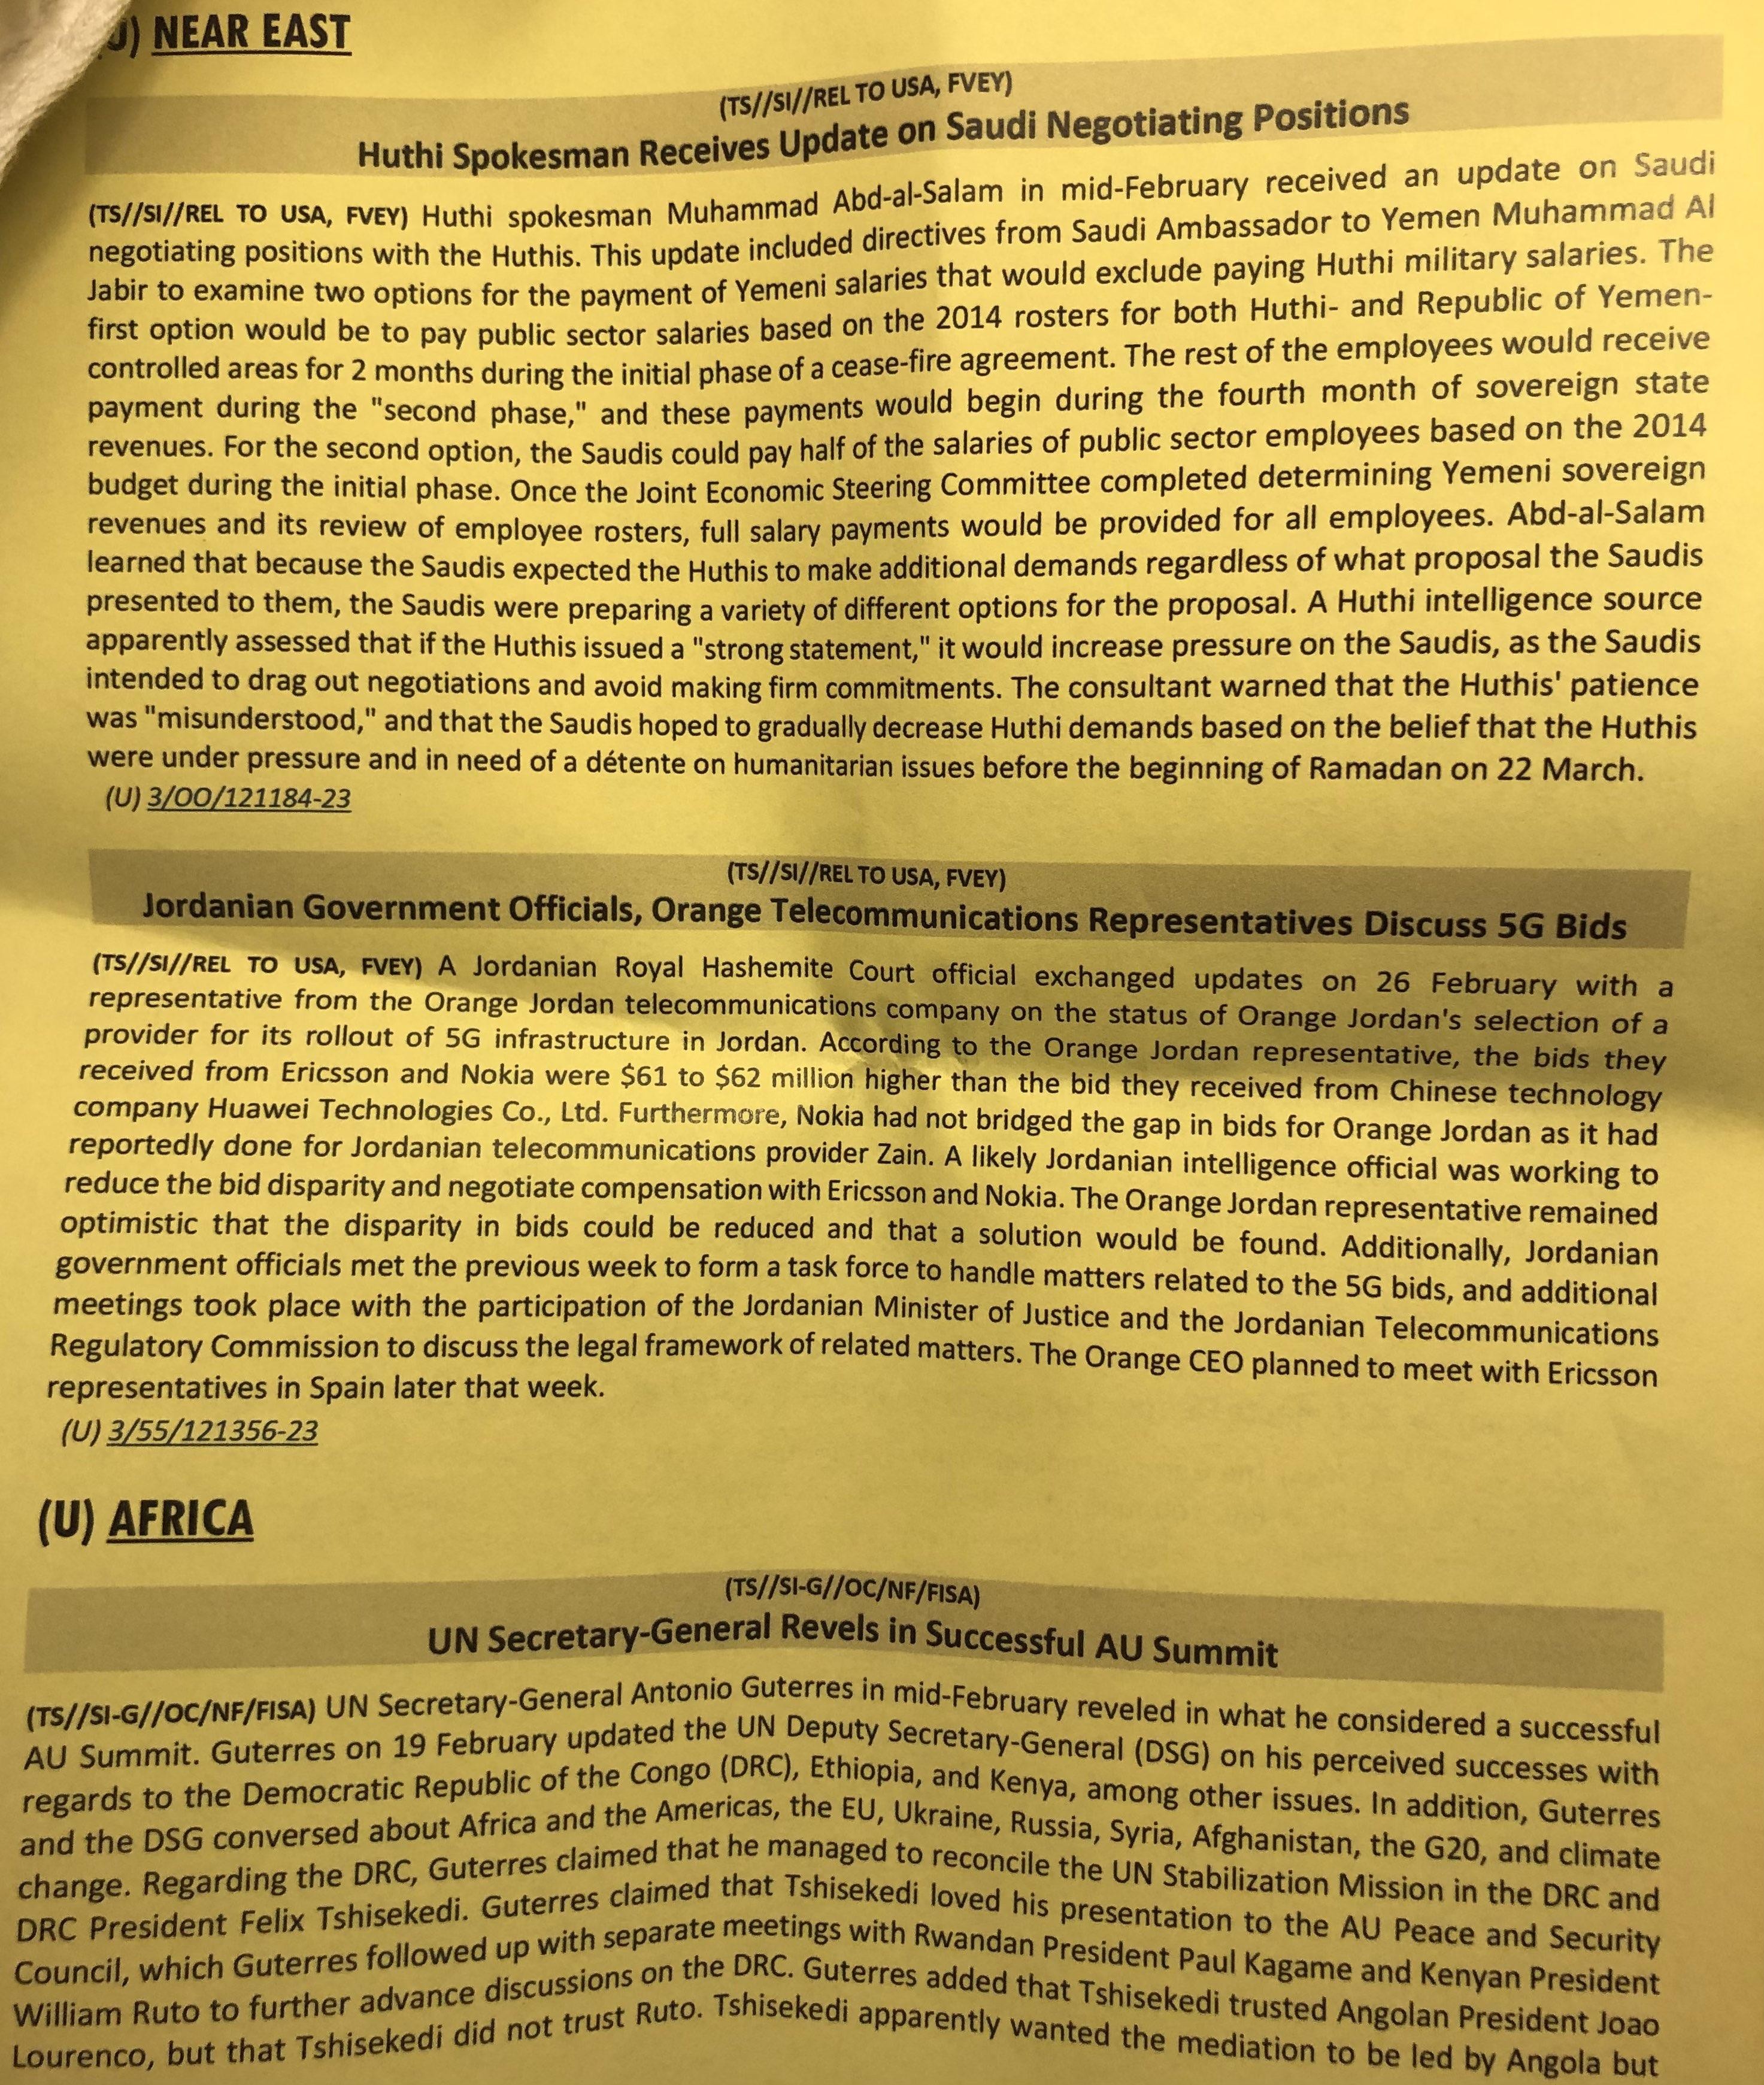 U) NEAR EAST
(TS//SI//REL TO USA, FVEY)
Huthi Spokesman Receives Update on Saudi Negotiating Positions
(TS//SI//REL TO USA, FVEY) Huthi spokesman Muhammad Abd-al-Salam in mid-February received an update on Saudi
negotiating positions with the Huthis. This update included directives from Saudi Ambassador to Yemen Muhammad Al
Jabir to examine two options for the payment of Yemeni salaries that would exclude paying Huthi military salaries. The
first option would be to pay public sector salaries based on the 2014 rosters for both Huthi- and Republic of Yemen-
controlled areas for 2 months during the initial phase of a cease-fire agreement. The rest of the employees would receive
payment during the "second phase," and these payments would begin during the fourth month of sovereign state
revenues. For the second option, the Saudis could pay half of the salaries of public sector employees based on the 2014
budget during the initial phase. Once the Joint Economic Steering Committee completed determining Yemeni sovereign
revenues and its review of employee rosters, full salary payments would be provided for all employees. Abd-al-Salam
learned that because the Saudis expected the Huthis to make additional demands regardless of what proposal the Saudis
presented to them, the Saudis were preparing a variety of different options for the proposal. A Huthi intelligence source
apparently assessed that if the Huthis issued a "strong statement," it would increase pressure on the Saudis, as the Saudis
intended to drag out negotiations and avoid making firm commitments. The consultant warned that the Huthis' patience
was "misunderstood," and that the Saudis hoped to gradually decrease Huthi demands based on the belief that the Huthis
were under pressure and in need of a détente on humanitarian issues before the beginning of Ramadan on 22 March.
(U) 3/OO/121184-23
(TS//SI//REL TO USA, FVEY)
Jordanian Government Officials, Orange Telecommunications Representatives Discuss 5G Bids
(TS//SI//REL TO USA, FVEY) A Jordanian Royal Hashemite Court official exchanged updates on 26 February with a
representative from the Orange Jordan telecommunications company on the status of Orange Jordan's selection of a
provider for its rollout of 5G infrastructure in Jordan. According to the Orange Jordan representative, the bids they
received from Ericsson and Nokia were $61 to $62 million higher than the bid they received from Chinese technology
company Huawei Technologies Co., Ltd. Furthermore, Nokia had not bridged the gap in bids for Orange Jordan as it had
reportedly done for Jordanian telecommunications provider Zain. A likely Jordanian intelligence official was working to
reduce the bid disparity and negotiate compensation with Ericsson and Nokia. The Orange Jordan representative remained
optimistic that the disparity in bids could be reduced and that a solution would be found. Additionally, Jordanian
government officials met the previous week to form a task force to handle matters related to the 5G bids, and additional
meetings took place with the participation of the Jordanian Minister of Justice and the Jordanian Telecommunications
Regulatory Commission to discuss the legal framework of related matters. The Orange CEO planned to meet with Ericsson
representatives in Spain later that week.
(U) 3/55/121356-23
(U) AFRICA
(TS//SI-G//OC/NF/FISA)
UN Secretary-General Revels in Successful AU Summit
(TS//SI-G//OC/NF/FISA) UN Secretary-General Antonio Guterres in mid-February reveled in what he considered a successful
AU Summit. Guterres on 19 February updated the UN Deputy Secretary-General (DSG) on his perceived successes with
regards to the Democratic Republic of the Congo (DRC), Ethiopia, and Kenya, among other issues. In addition, Guterres
and the DSG conversed about Africa and the Americas, the EU, Ukraine, Russia, Syria, Afghanistan, the G20, and climate
change. Regarding the DRC, Guterres claimed that he managed to reconcile the UN Stabilization Mission in the DRC and
DRC President Felix Tshisekedi. Guterres claimed that Tshisekedi loved his presentation to the AU Peace and Security
Council, which Guterres followed up with separate meetings with Rwandan President Paul Kagame and Kenyan President
William Ruto to further advance discussions on the DRC. Guterres added that Tshisekedi trusted Angolan President Joao
Lourenco, but that Tshisekedi did not trust Ruto. Tshisekedi apparently wanted the mediation to be led by Angola but